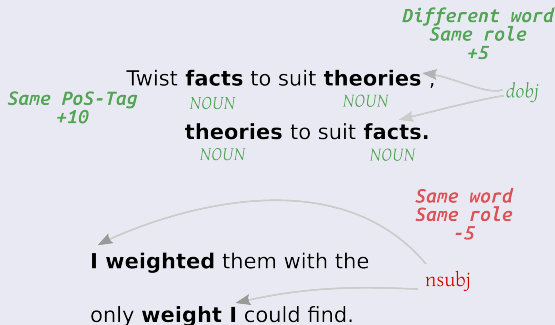 Different word
Same role
+5
Twist facts to suit theories ,
NOUN NOUN
dobj
Same PoS-Tag
+10
theories to suit facts.
NOUN NOUN
Same word
Same role
-5
I weighted them with the
nsubj
only weight I could find.